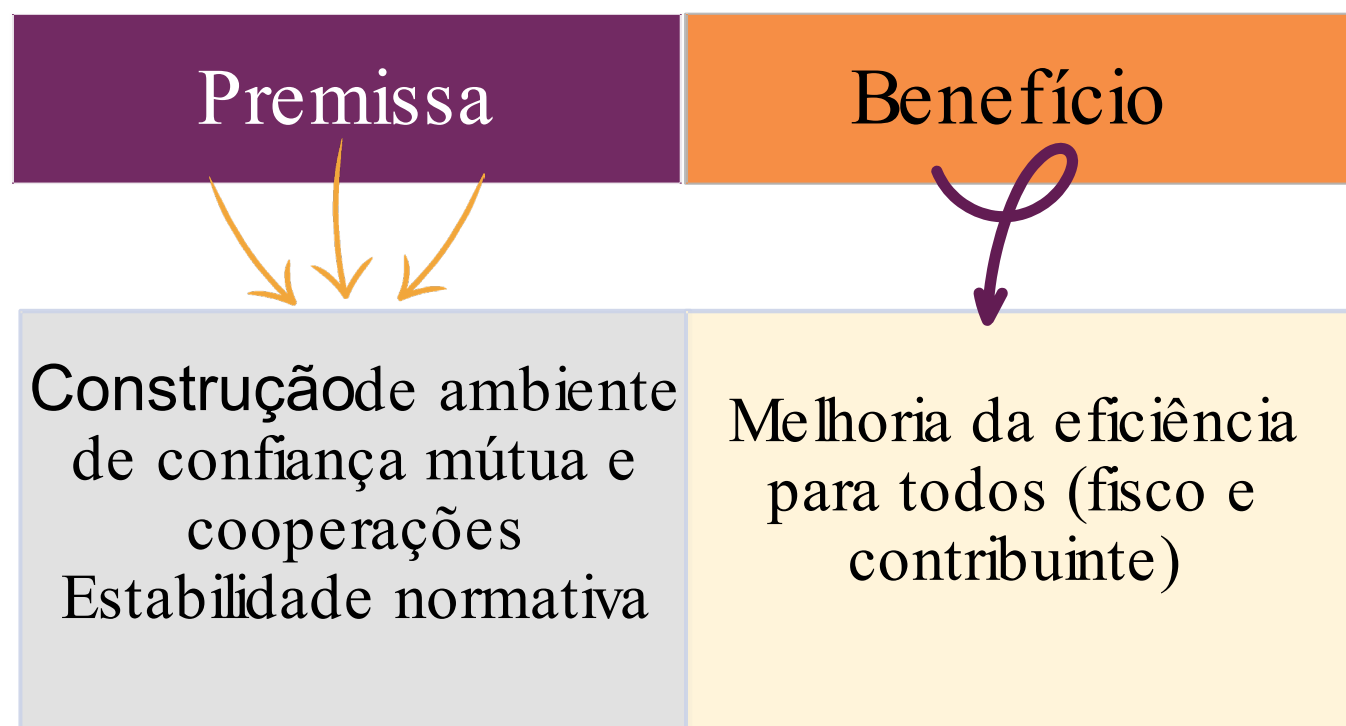 Premissa
Benefício
Construçãode ambiente
de confiança mútua e
cooperações
Estabilidade normativa
Melhoria da eficiência
para todos (fisco e
contribuinte)